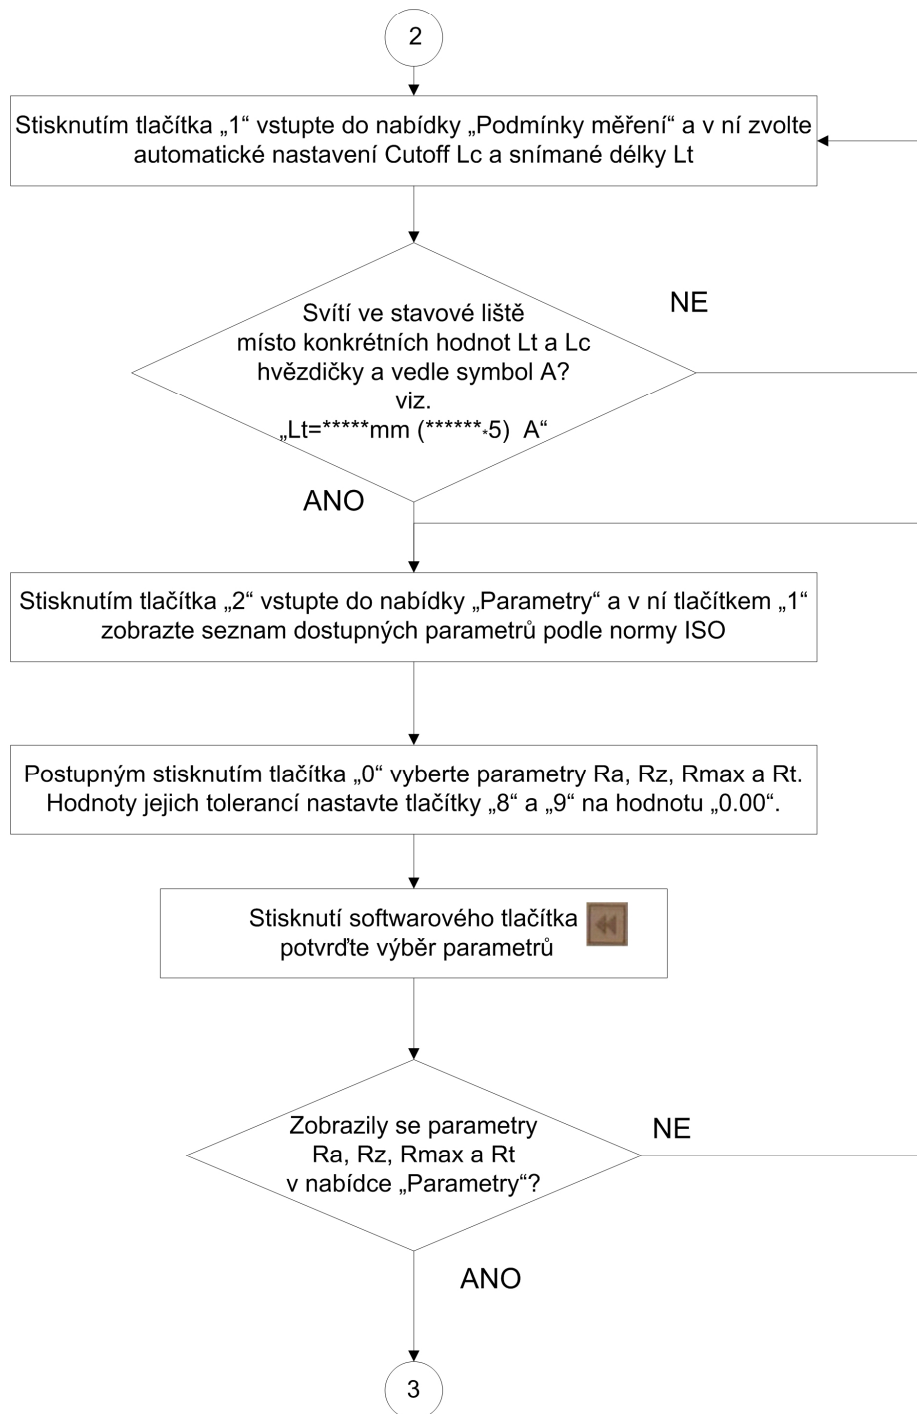 2
Stisknutím tlačítka „1“ vstupte do nabídky „Podmínky měření“ a v ní zvolte
automatické nastavení Cutoff Lc a snímané délky Lt
Svítí ve stavové liště
místo konkrétních hodnot Lt a Lc
hvězdičky a vedle symbol A?
viz.
„Lt=*****mm (*******5) A“
NE
ANO
Stisknutím tlačítka „2“ vstupte do nabídky „Parametry“ a v ní tlačítkem „1“
zobrazte seznam dostupných parametrů podle normy ISO
Postupným stisknutím tlačítka „0“ vyberte parametry Ra, Rz, Rmax a Rt.
Hodnoty jejich tolerancí nastavte tlačítky „8“ a „9“ na hodnotu „0.00“.
Stisknutí softwarového tlačítka
potvrďte výběr parametrů
Zobrazily se parametry
Ra, Rz, Rmax a Rt
v nabídce „Parametry“?
NE
ANO
3